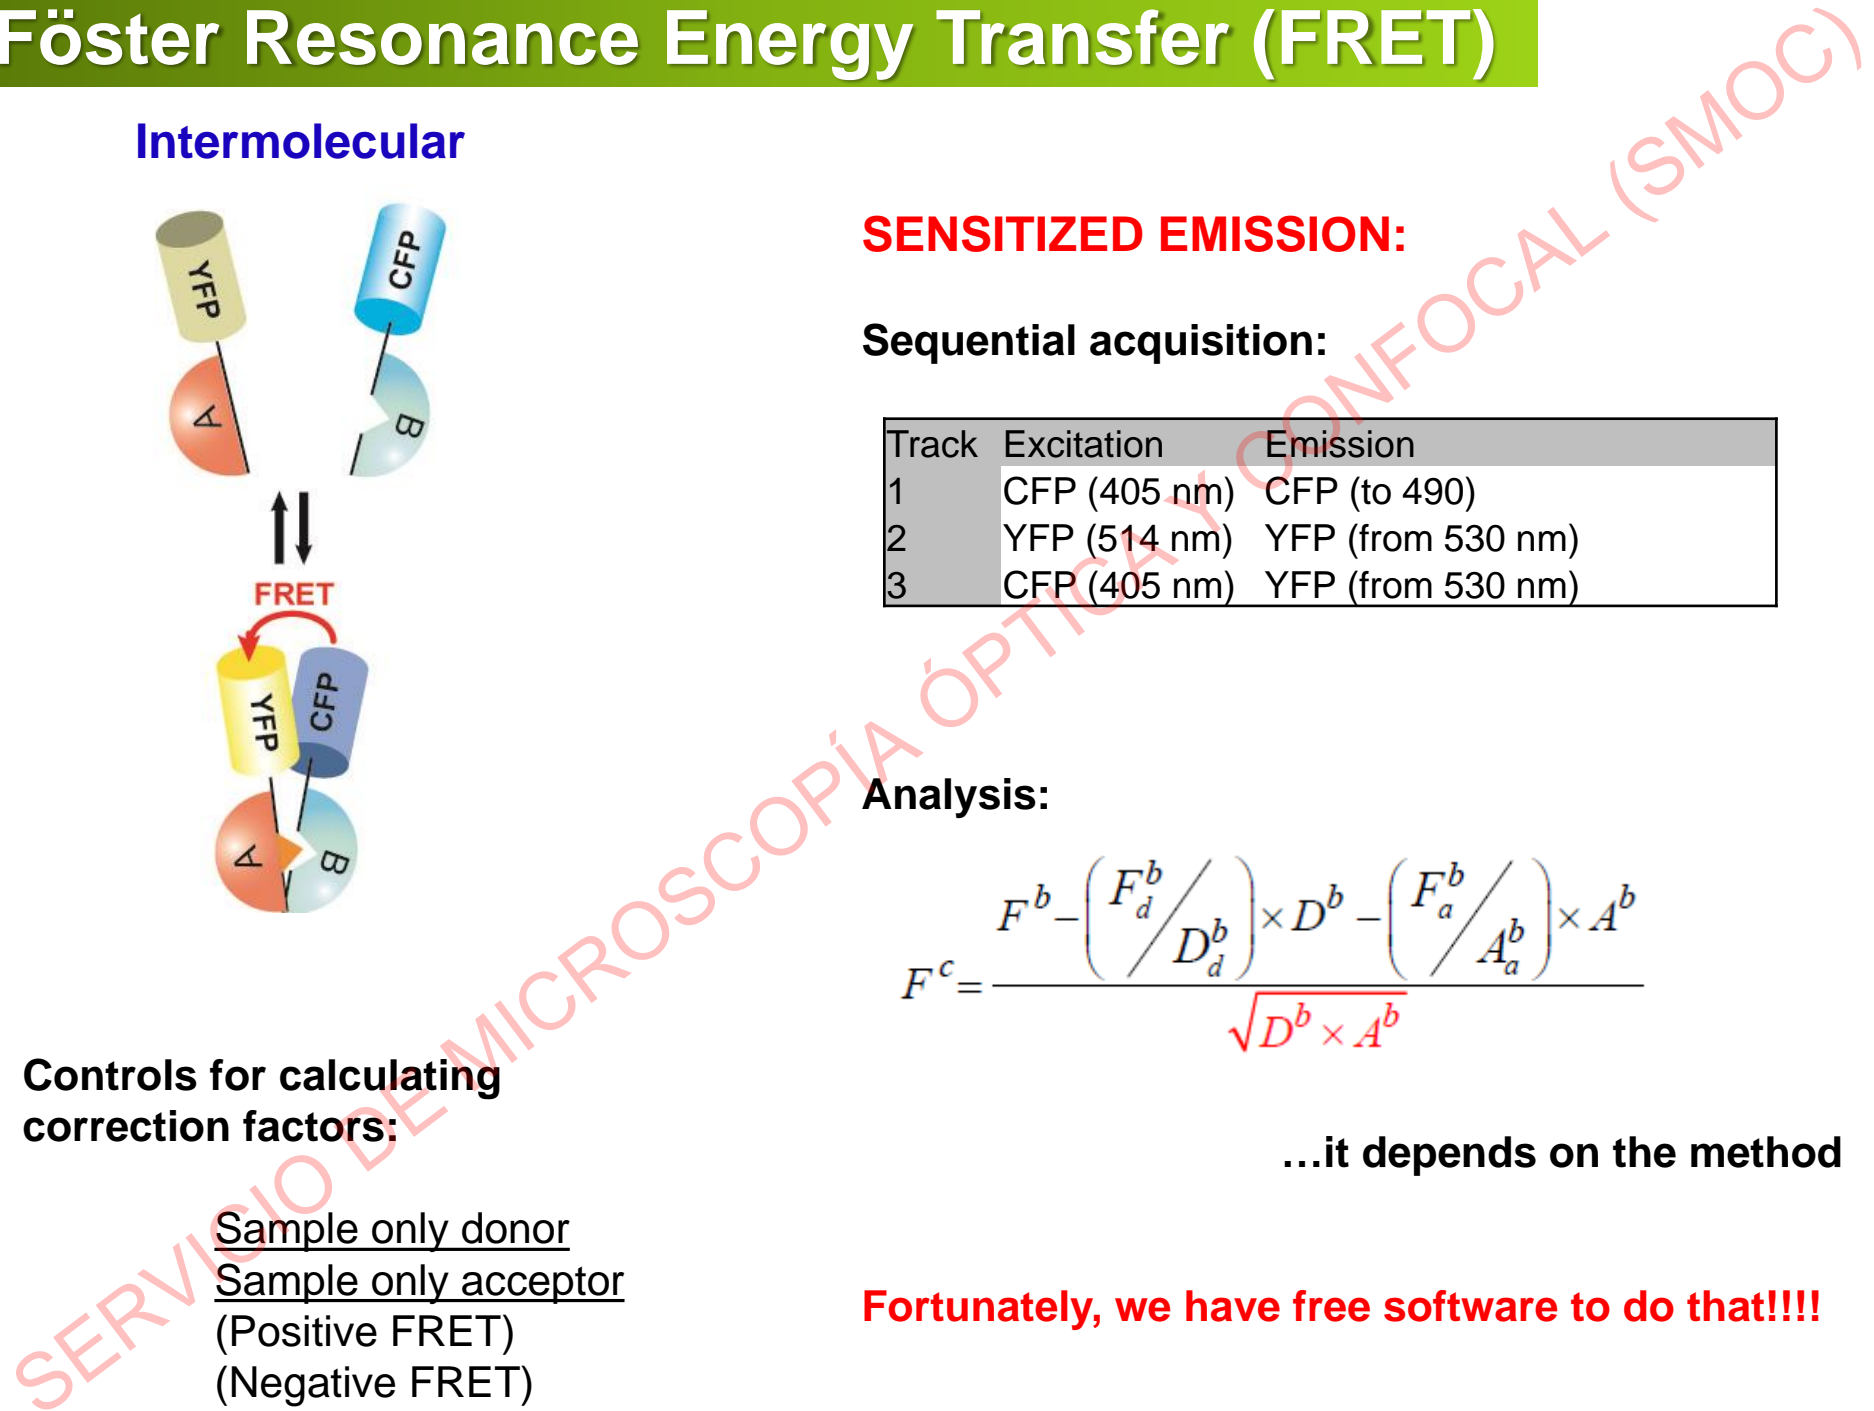 Föster Resonance Energy Transfer (FRET)
Intermolecular
YFP
CFP
A
B
FRET
YFP
CFP
A
B
Controls for calculating
correction factors:
Sample only donor
Sample only acceptor
(Positive FRET)
(Negative FRET)
SENSITIZED EMISSION:
Sequential acquisition:
Track Excitation Emission
1 CFP (405 nm) CFP (to 490)
2 YFP (514 nm) YFP (from 530 nm)
3 CFP (405 nm) YFP (from 530 nm)
Analysis:
F^c = (F^b − (F_d^b / D_d^b) × D^b − (F_a^b / A_a^b) × A^b) / √(D^b × A^b)
…it depends on the method
Fortunately, we have free software to do that!!!!
SERVICIO DE MICROSCOPÍA ÓPTICA Y CONFOCAL (SMOC)